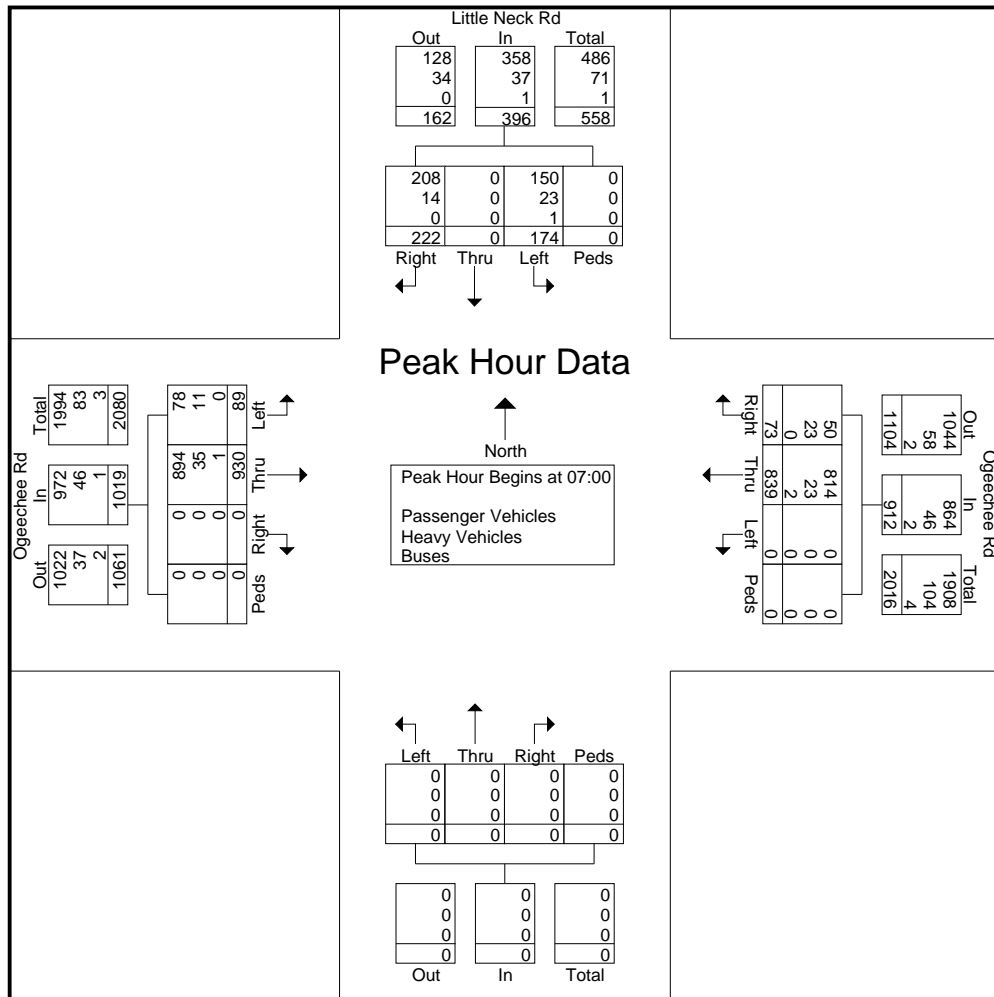 Little Neck Rd
Out In Total
128 358 486
34 37 71
0 1 1
162 396 558
208 0 150 0
14 0 23 0
0 0 1 0
222 0 174 0
Right Thru Left Peds
Peak Hour Data
North
Peak Hour Begins at 07:00
Passenger Vehicles
Heavy Vehicles
Buses
Ogeechee Rd
Out In Total
1022 972 1994
37 46 83
2 1 3
1061 1019 2080
Peds Right Thru Left
0 0 894 78
0 0 35 11
0 0 1 0
0 0 930 89
Ogeechee Rd
Out In Total
1044 864 1908
58 46 104
2 2 4
1104 912 2016
50 814 0 0
23 23 0 0
0 2 0 0
73 839 0 0
Right Thru Left Peds
Left Thru Right Peds
0 0 0 0
0 0 0 0
0 0 0 0
0 0 0 0
0 0 0
0 0 0
0 0 0
0 0 0
Out In Total